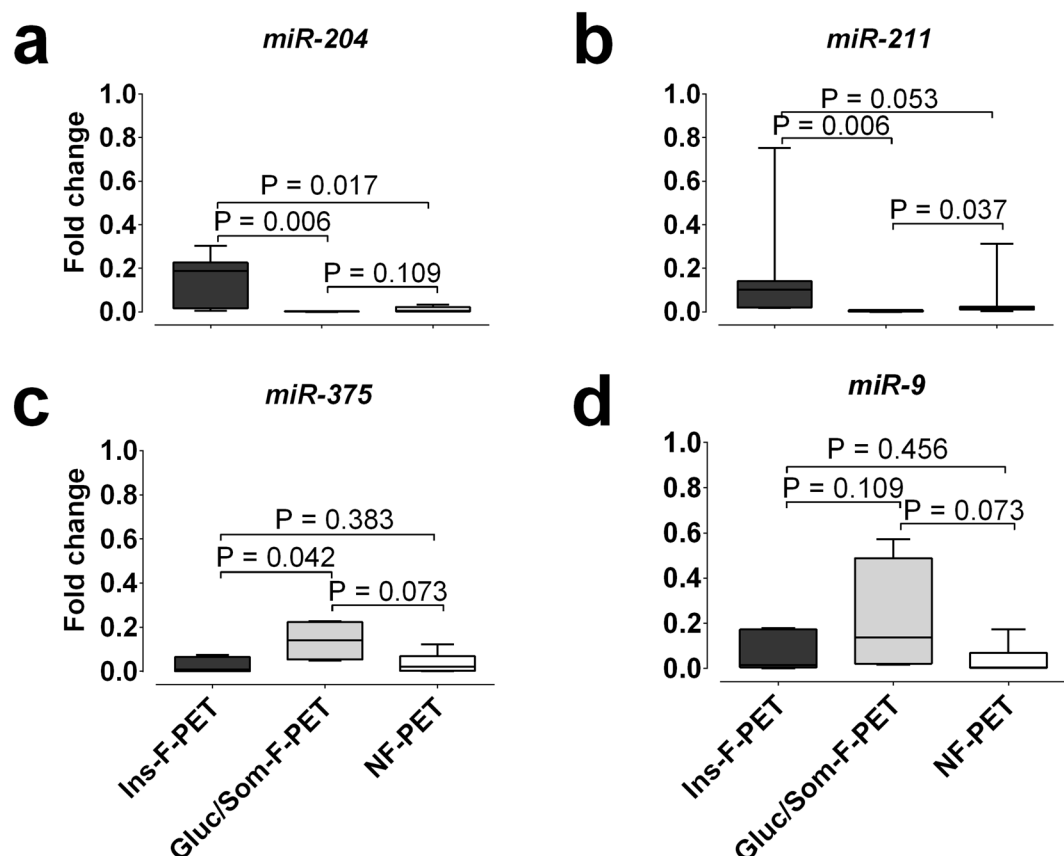 a
miR-204
Fold change
1.0
0.8
0.6
0.4
0.2
0.0
P = 0.017
P = 0.006
P = 0.109
b
miR-211
1.0
0.8
0.6
0.4
0.2
0.0
P = 0.053
P = 0.006
P = 0.037
c
miR-375
Fold change
1.0
0.8
0.6
0.4
0.2
0.0
P = 0.383
P = 0.042
P = 0.073
Ins-F-PET
Gluc/Som-F-PET
NF-PET
d
miR-9
1.0
0.8
0.6
0.4
0.2
0.0
P = 0.456
P = 0.109
P = 0.073
Ins-F-PET
Gluc/Som-F-PET
NF-PET